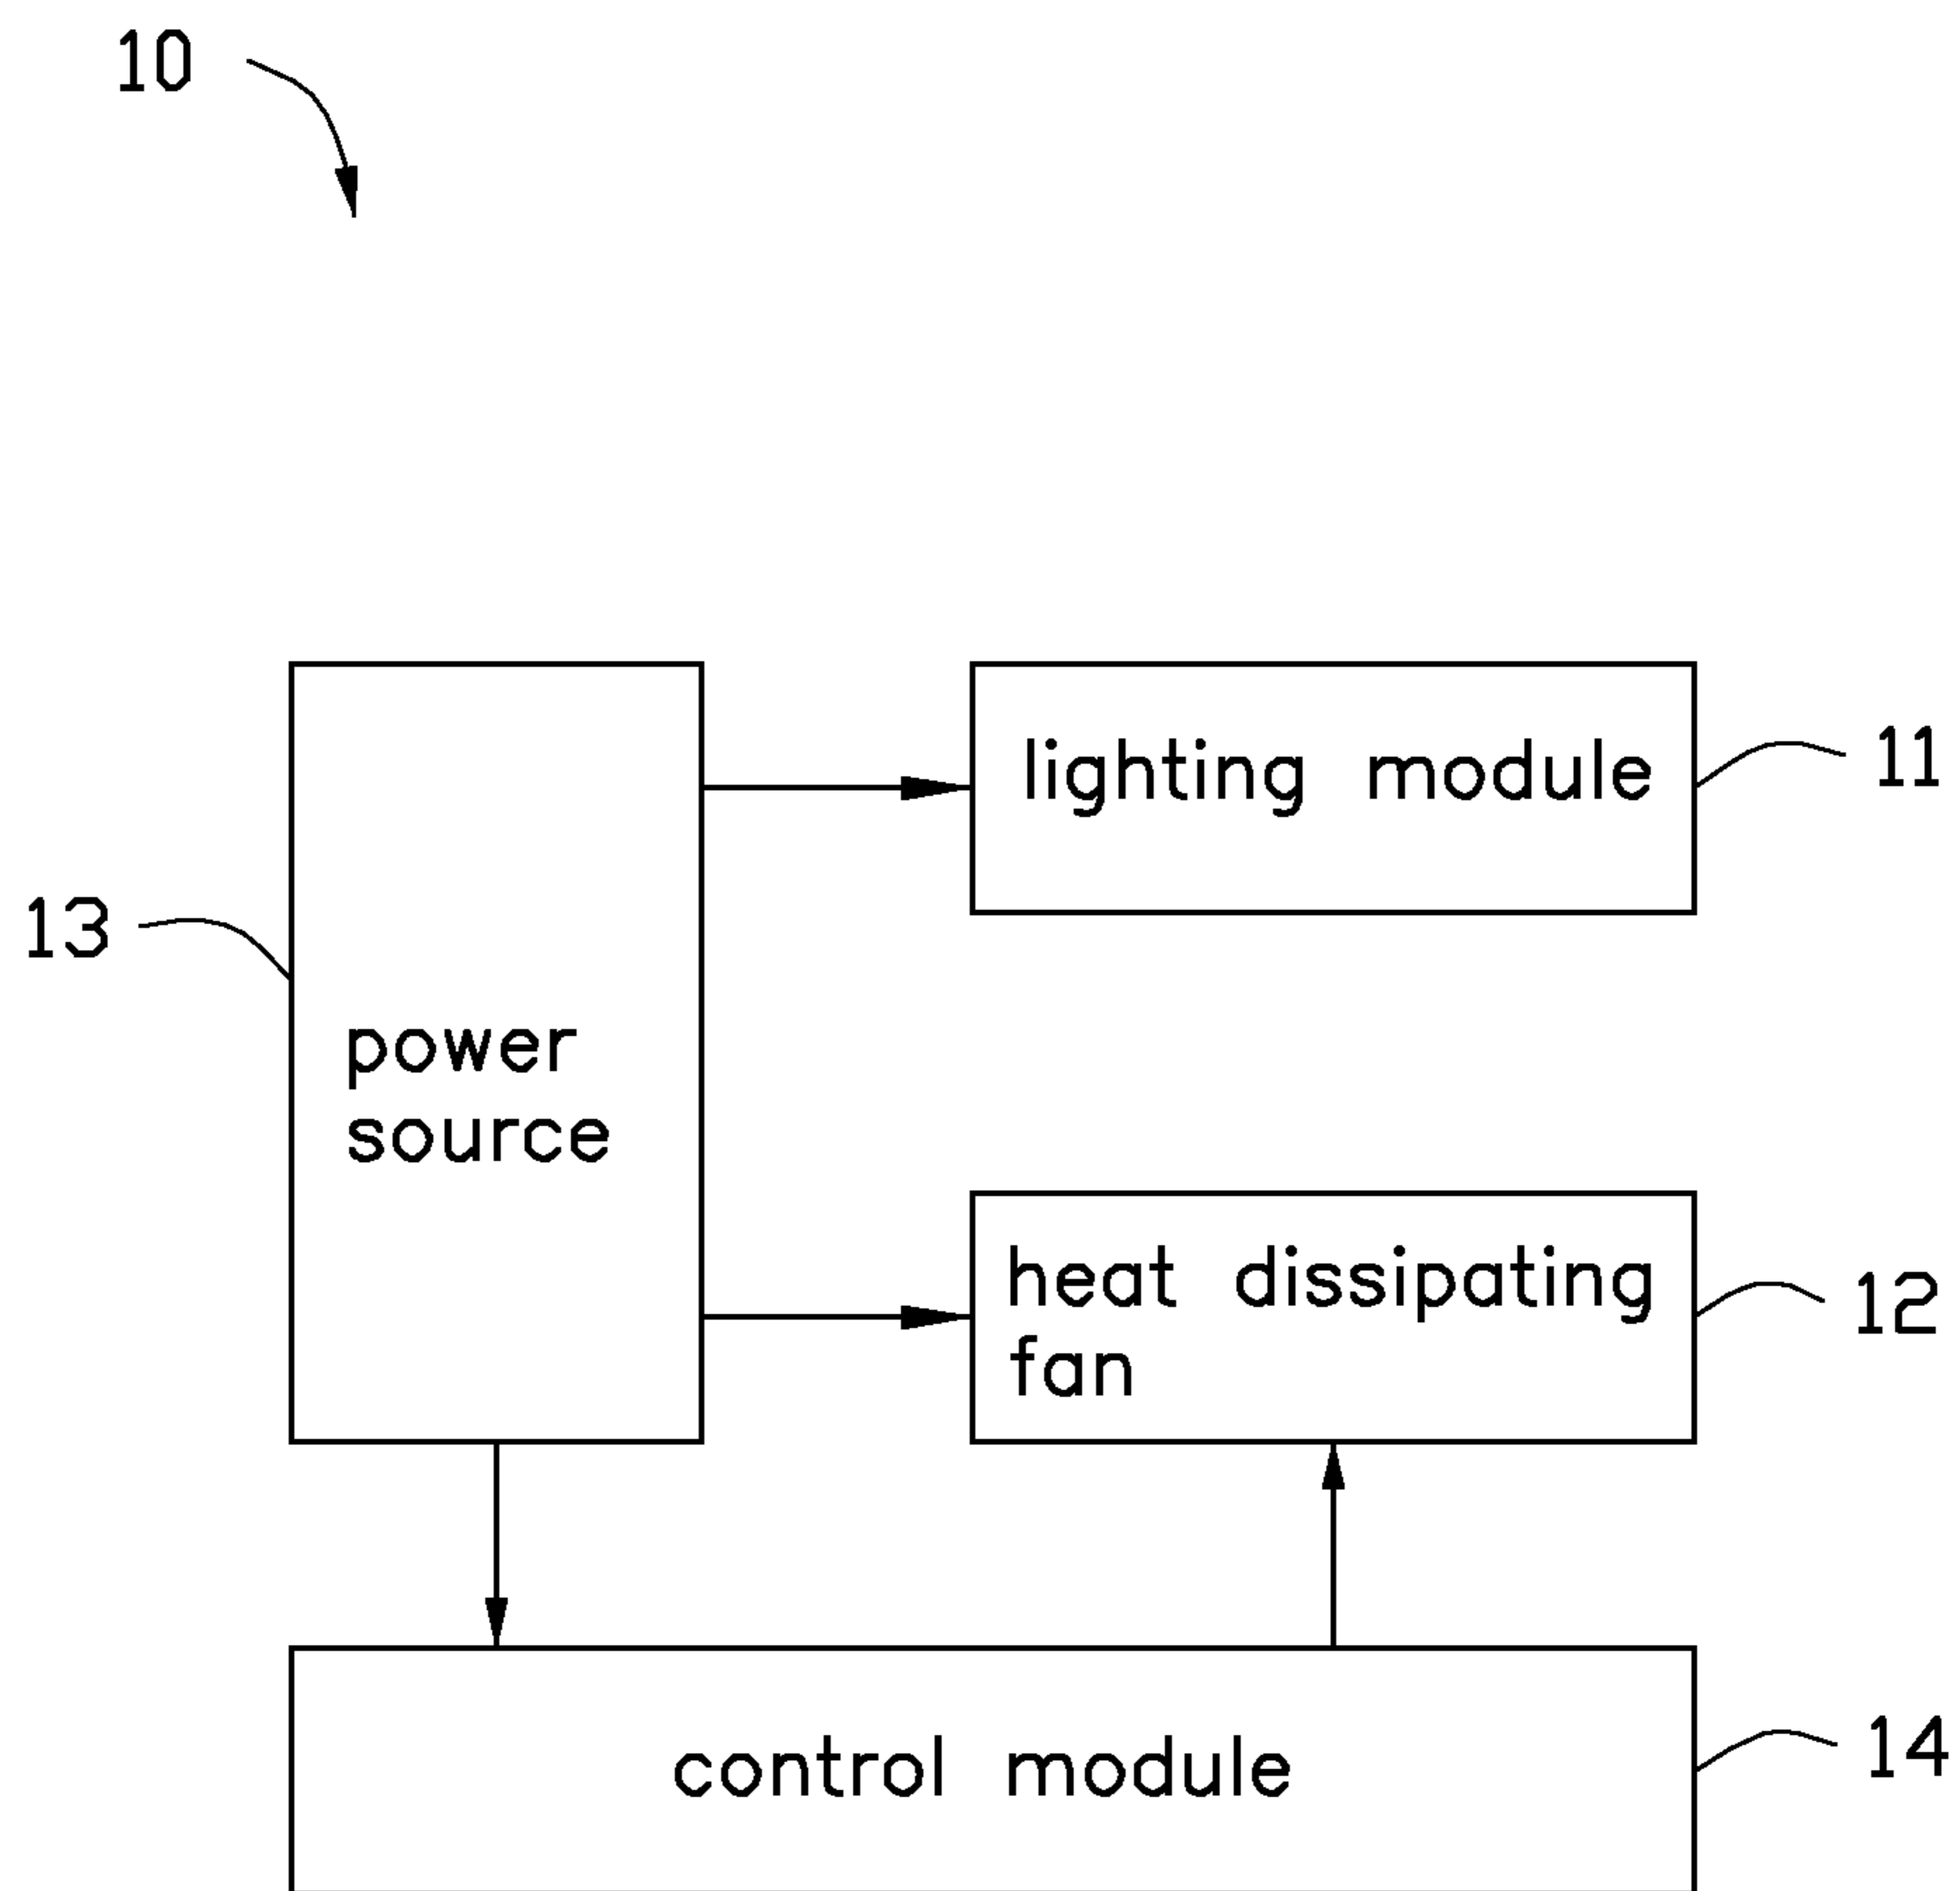 10
lighting module
11
13
power
source
heat dissipating
fan
12
control module
14